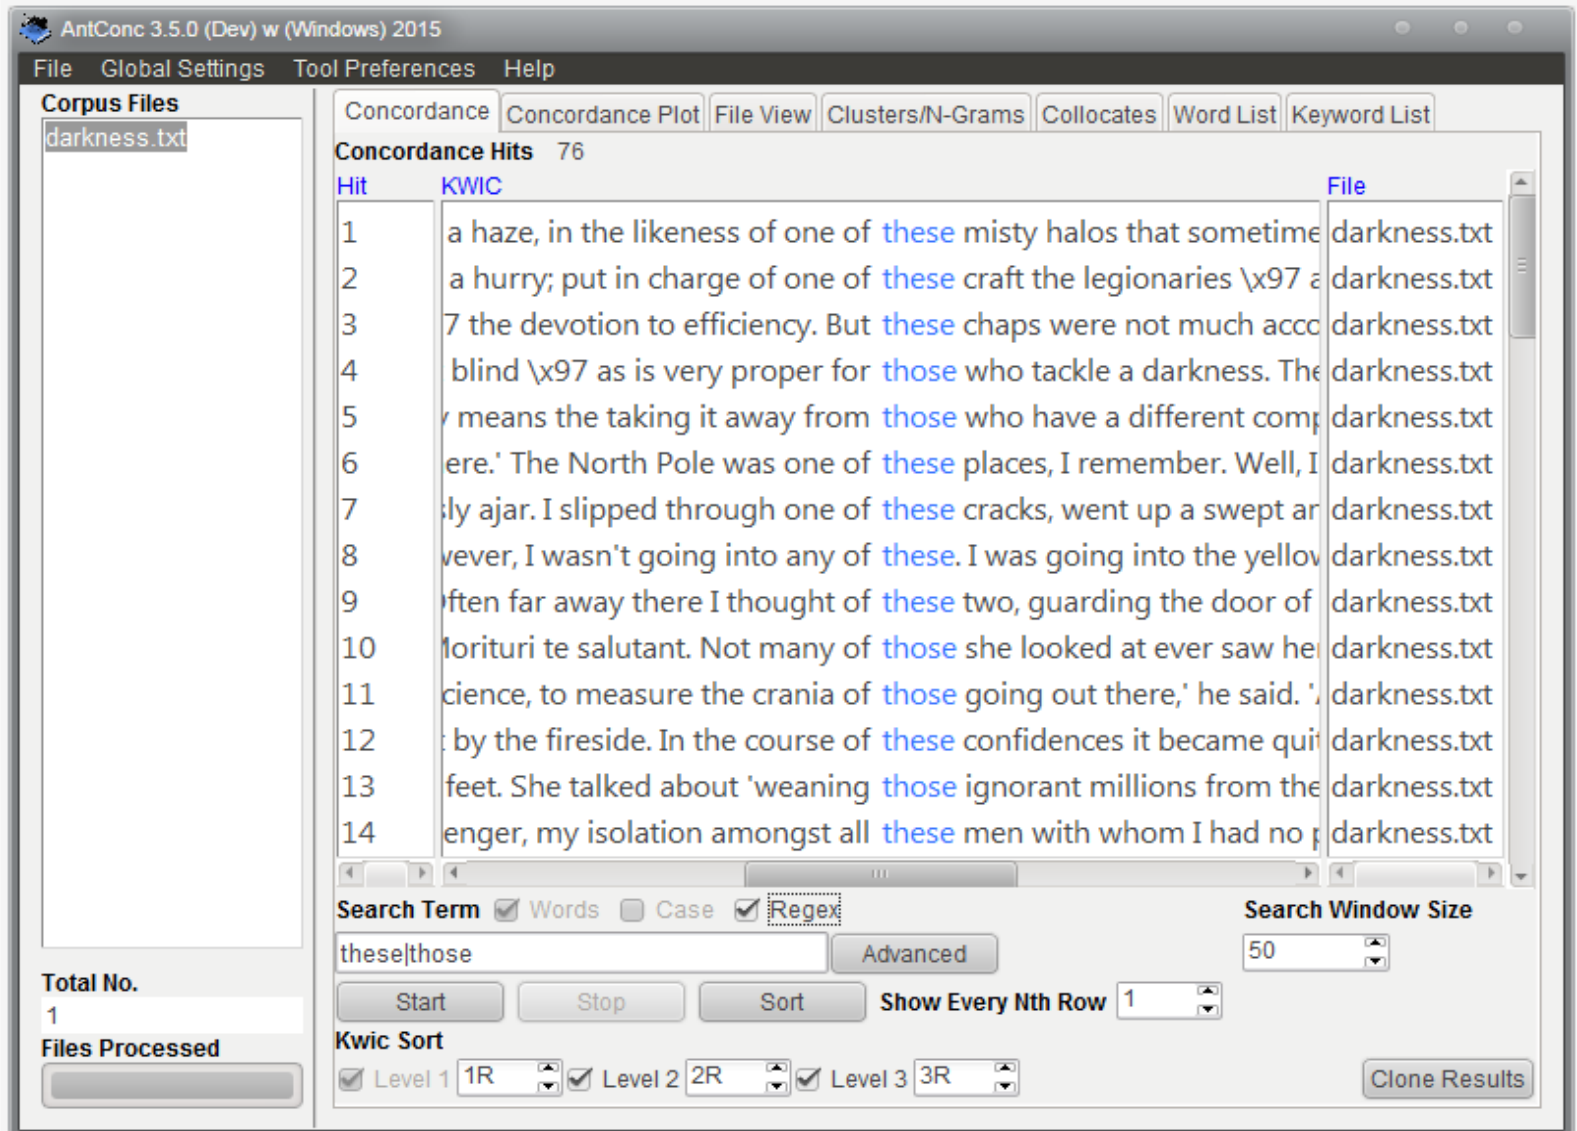 AntConc 3.5.0 (Dev) w (Windows) 2015
File Global Settings Tool Preferences Help
Corpus Files
darkness.txt
Concordance Concordance Plot File View Clusters/N-Grams Collocates Word List Keyword List
Concordance Hits 76
Hit KWIC File
1 a haze, in the likeness of one of these misty halos that sometime darkness.txt
2 a hurry; put in charge of one of these craft the legionaries \x97 a darkness.txt
3 7 the devotion to efficiency. But these chaps were not much acco darkness.txt
4 blind \x97 as is very proper for those who tackle a darkness. The darkness.txt
5 y means the taking it away from those who have a different comp darkness.txt
6 ere.' The North Pole was one of these places, I remember. Well, I darkness.txt
7 sly ajar. I slipped through one of these cracks, went up a swept an darkness.txt
8 wever, I wasn't going into any of these. I was going into the yellow darkness.txt
9 Often far away there I thought of these two, guarding the door of darkness.txt
10 Morituri te salutant. Not many of those she looked at ever saw her darkness.txt
11 cience, to measure the crania of those going out there,' he said. ' darkness.txt
12 t by the fireside. In the course of these confidences it became quit darkness.txt
13 feet. She talked about 'weaning those ignorant millions from the darkness.txt
14 enger, my isolation amongst all these men with whom I had no p darkness.txt
Search Term Words Case Regex Search Window Size
these|those Advanced 50
Total No.
1
Start Stop Sort Show Every Nth Row 1
Files Processed
Kwic Sort
Level 1 1R Level 2 2R Level 3 3R Clone Results